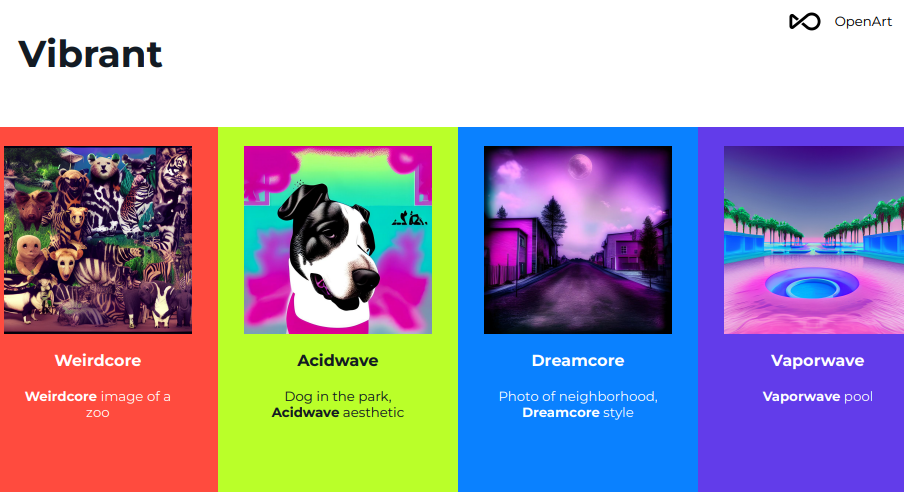 OpenArt
Vibrant
Weirdcore
Weirdcore image of a
zoo
Acidwave
Dog in the park,
Acidwave aesthetic
Dreamcore
Photo of neighborhood,
Dreamcore style
Vaporwave
Vaporwave pool